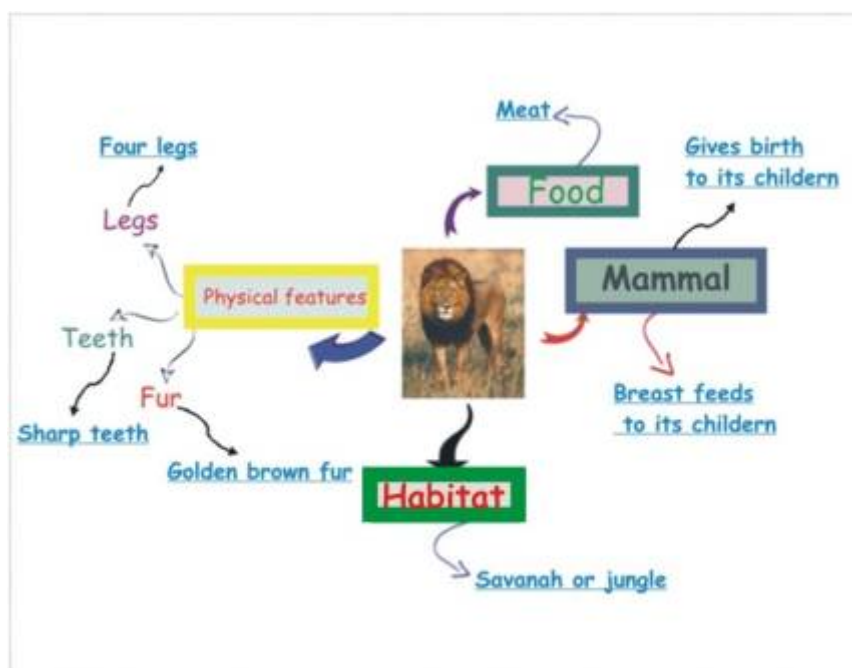 Meat
Food
Gives birth
to its childern
Mammal
Breast feeds
to its childern
Four legs
Legs
Physical features
Teeth
Sharp teeth
Fur
Golden brown fur
Habitat
Savanah or jungle